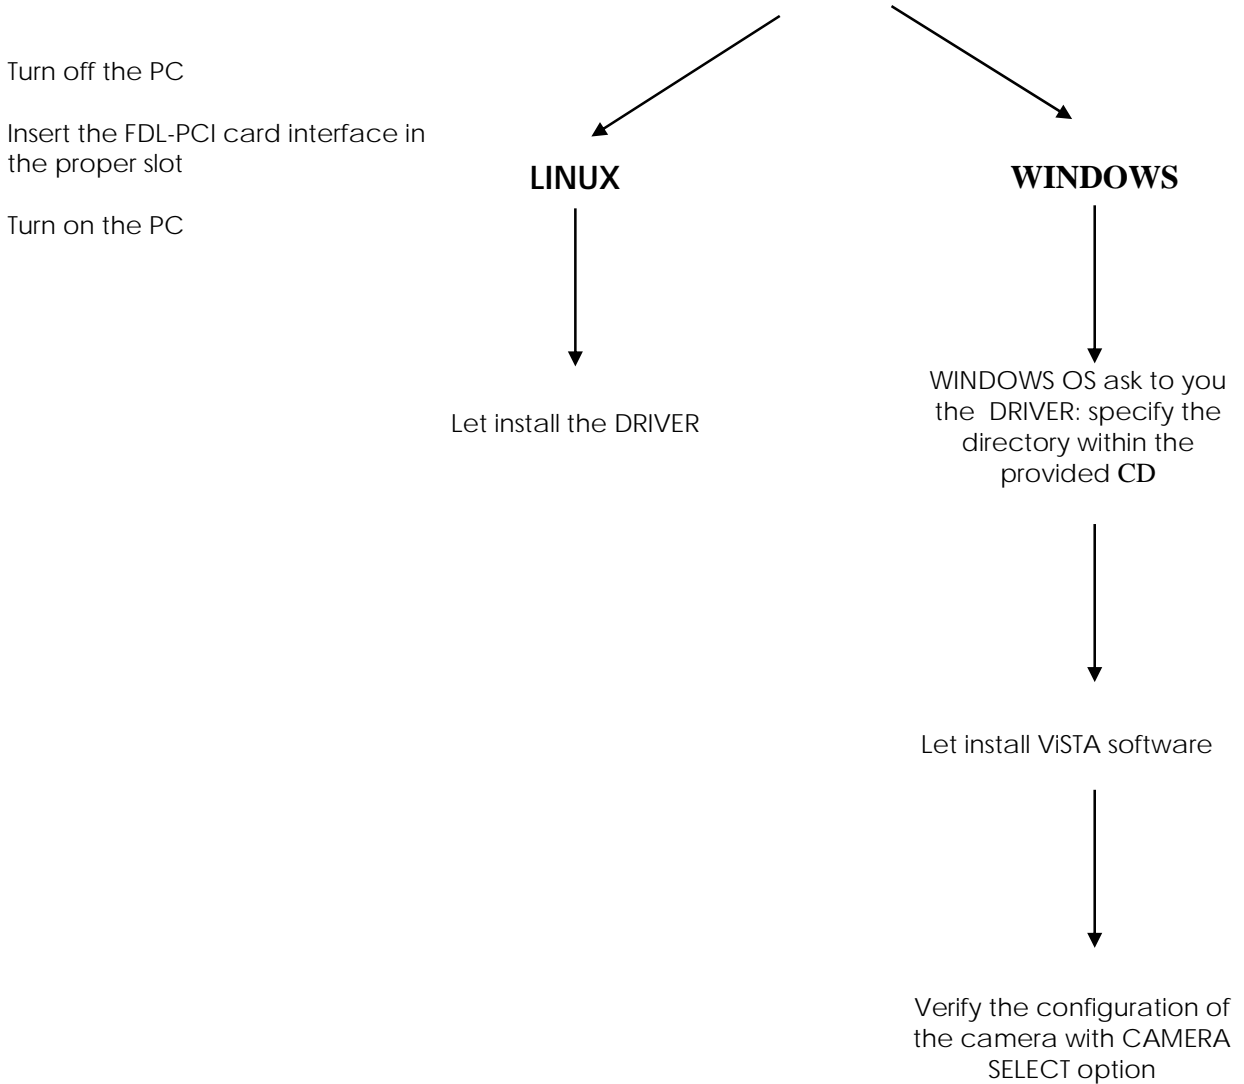 Turn off the PC
Insert the FDL-PCI card interface in
the proper slot
Turn on the PC
LINUX
Let install the DRIVER
WINDOWS
WINDOWS OS ask to you
the DRIVER: specify the
directory within the
provided CD
Let install ViSTA software
Verify the configuration of
the camera with CAMERA
SELECT option